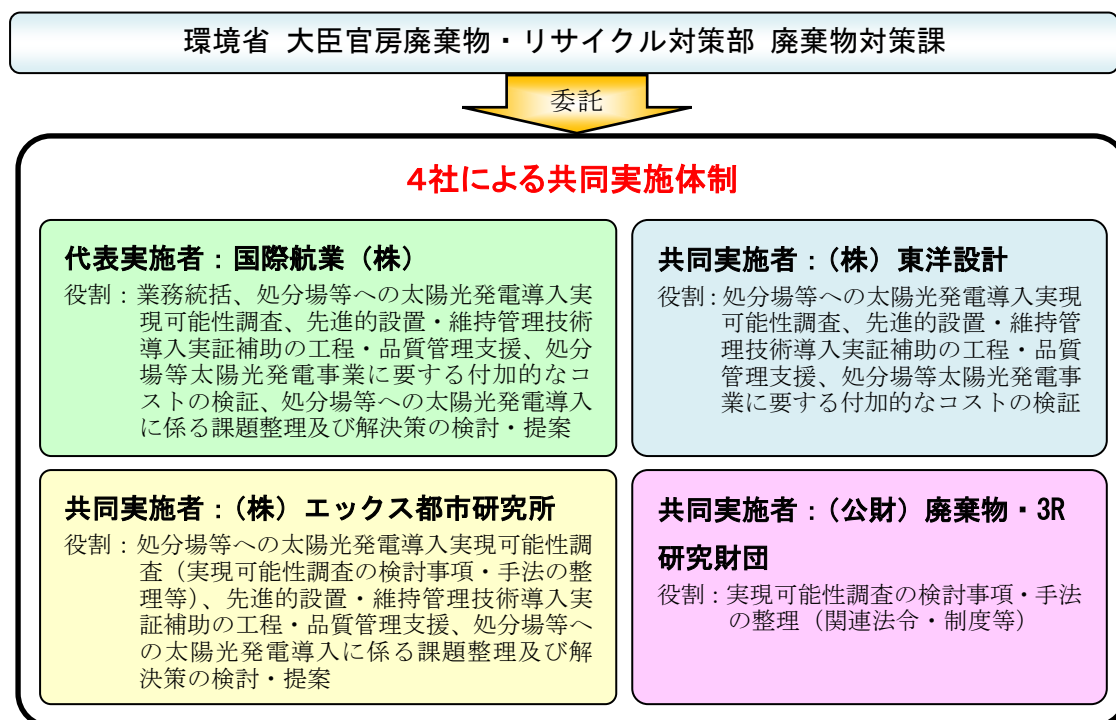 環境省 大臣官房廃棄物・リサイクル対策部 廃棄物対策課
委託
4社による共同実施体制
代表実施者：国際航業（株）
役割：業務統括、処分場等への太陽光発電導入実
現可能性調査、先進的設置・維持管理技術
導入実証補助の工程・品質管理支援、処分
場等太陽光発電事業に要する付加的なコ
ストの検証、処分場等への太陽光発電導入
に係る課題整理及び解決策の検討・提案
共同実施者：（株）東洋設計
役割：処分場等への太陽光発電導入実現
可能性調査、先進的設置・維持管
理技術導入実証補助の工程・品質
管理支援、処分場等太陽光発電事
業に要する付加的なコストの検証
共同実施者：（株）エックス都市研究所
役割：処分場等への太陽光発電導入実現可能性調
査（実現可能性調査の検討事項・手法の整
理等）、先進的設置・維持管理技術導入実
証補助の工程・品質管理支援、処分場等へ
の太陽光発電導入に係る課題整理及び解
決策の検討・提案
共同実施者：（公財）廃棄物・3R
研究財団
役割：実現可能性調査の検討事項・手法
の整理（関連法令・制度等）